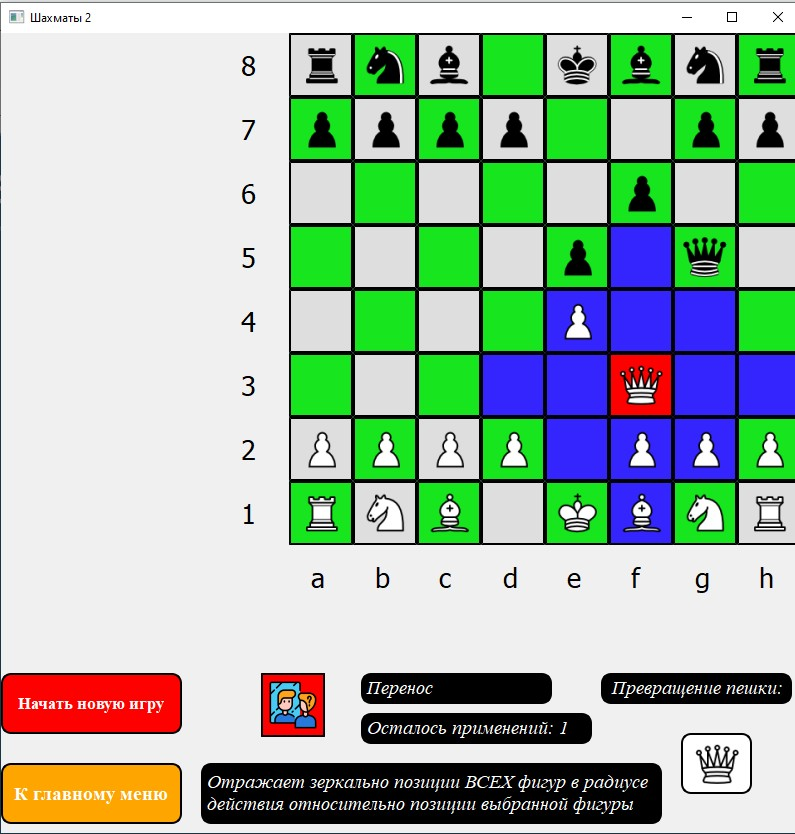 Шахматы 2
8
7
6
5
4
3
2
1
a b c d e f g h
Начать новую игру
Перенос
Превращение пешки:
Осталось применений: 1
К главному меню
Отражает зеркально позиции ВСЕХ фигур в радиусе
действия относительно позиции выбранной фигуры